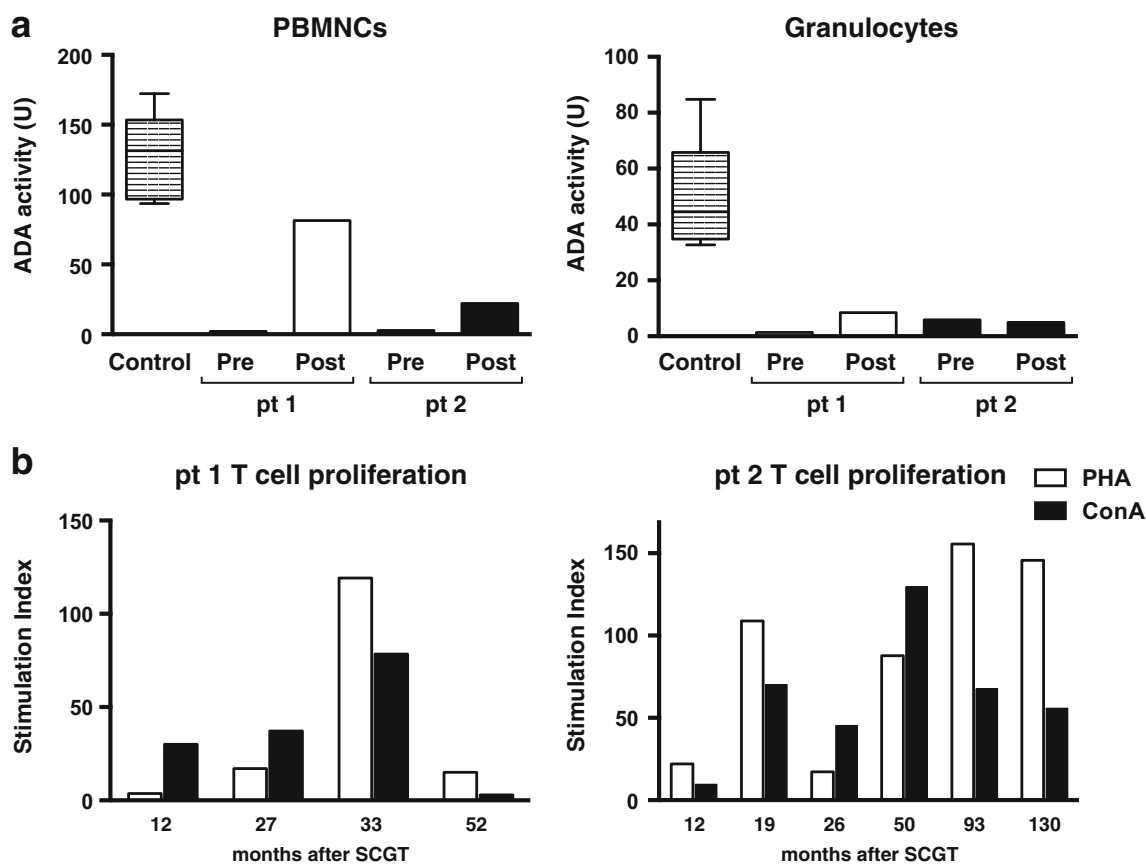 a
PBMNCs
ADA activity (U)
200
150
100
50
0
Control Pre Post Pre Post
pt 1 pt 2
Granulocytes
ADA activity (U)
100
80
60
40
20
0
Control Pre Post Pre Post
pt 1 pt 2
b
pt 1 T cell proliferation
Stimulation Index
150
100
50
0
12 27 33 52
months after SCGT
pt 2 T cell proliferation
PHA
ConA
Stimulation Index
150
100
50
0
12 19 26 50 93 130
months after SCGT